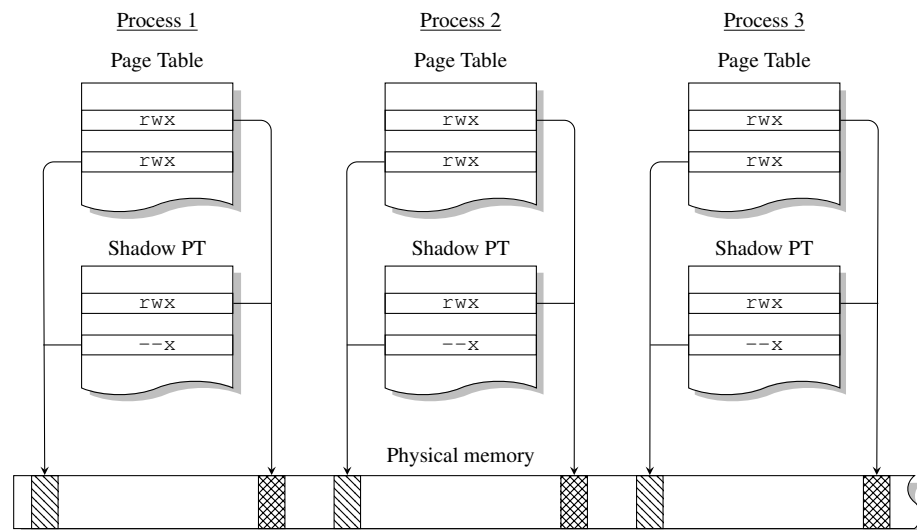 Process 1 Process 2 Process 3
Page Table Page Table Page Table
rwx rwx rwx
rwx rwx rwx
Shadow PT Shadow PT Shadow PT
rwx rwx rwx
--x --x --x
Physical memory